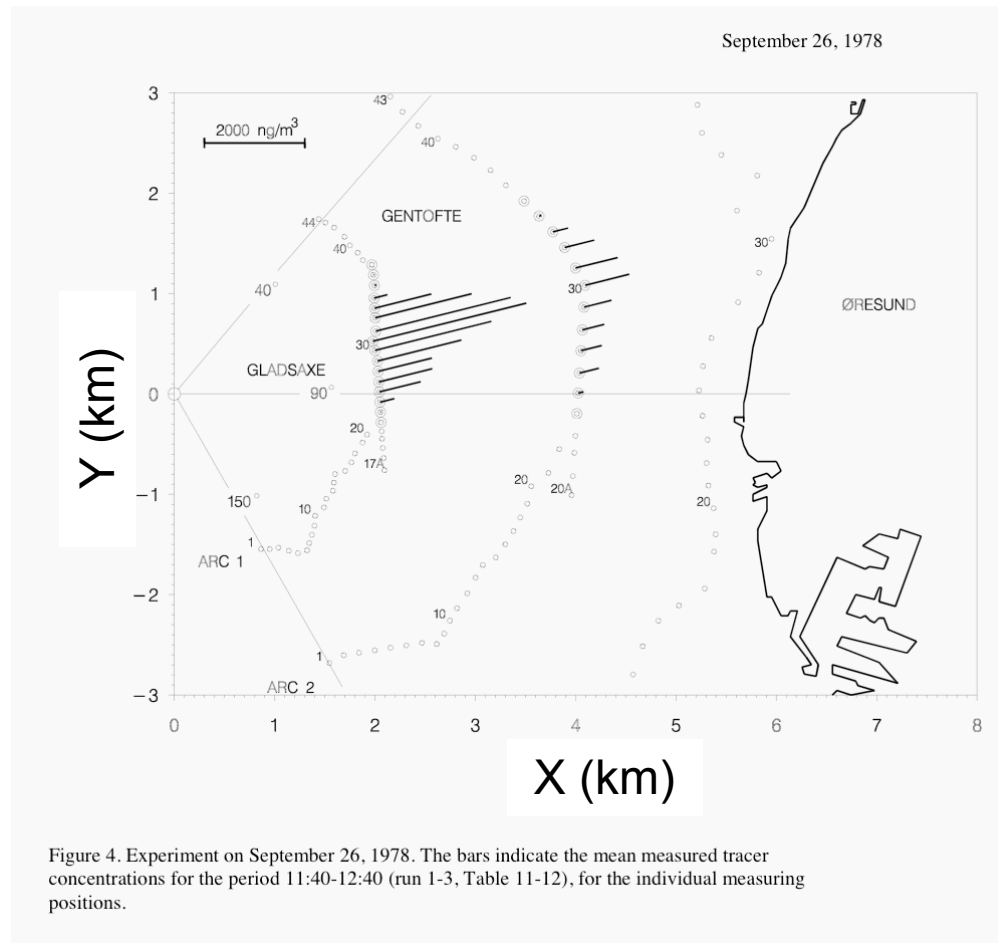 September 26, 1978
3
43
2000 ng/m³
40
2
44
GENTOFTE
40
30
40
1
30
ØRESUND
30
GLADSAXE
0
90
20
17A
20
20A
Y (km)
−1
150
10
20
1
ARC 1
−2
10
1
ARC 2
−3
0 1 2 3 4 5 6 7 8
X (km)
Figure 4. Experiment on September 26, 1978. The bars indicate the mean measured tracer
concentrations for the period 11:40-12:40 (run 1-3, Table 11-12), for the individual measuring
positions.